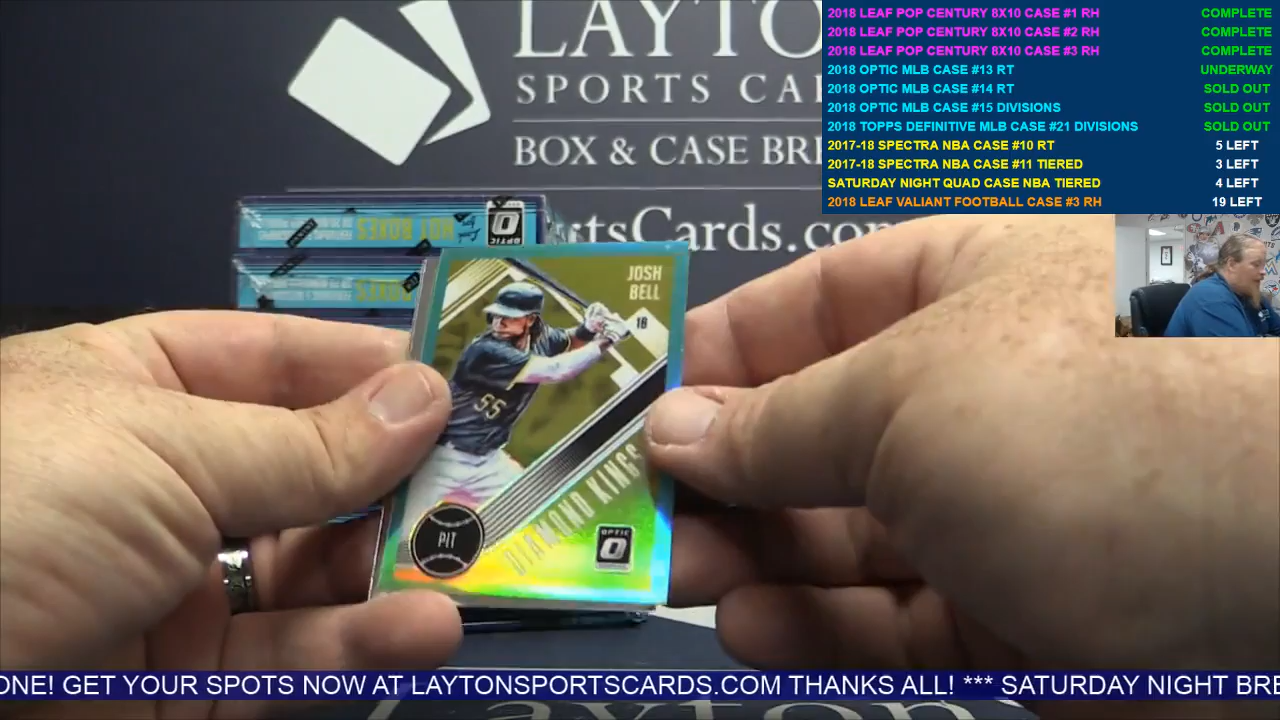 LAYTO
SPORTS CA
BOX & CASE BRE
itsCards.com
2018 LEAF POP CENTURY 8X10 CASE #1 RH COMPLETE
2018 LEAF POP CENTURY 8X10 CASE #2 RH COMPLETE
2018 LEAF POP CENTURY 8X10 CASE #3 RH COMPLETE
2018 OPTIC MLB CASE #13 RT UNDERWAY
2018 OPTIC MLB CASE #14 RT SOLD OUT
2018 OPTIC MLB CASE #15 DIVISIONS SOLD OUT
2018 TOPPS DEFINITIVE MLB CASE #21 DIVISIONS SOLD OUT
2017-18 SPECTRA NBA CASE #10 RT 5 LEFT
2017-18 SPECTRA NBA CASE #11 TIERED 3 LEFT
SATURDAY NIGHT QUAD CASE NBA TIERED 4 LEFT
2018 LEAF VALIANT FOOTBALL CASE #3 RH 19 LEFT
OPTIC
JOSH
BELL
18
55
DIAMOND KINGS
PIT
OPTIC
ONE! GET YOUR SPOTS NOW AT LAYTONSPORTSCARDS.COM THANKS ALL! *** SATURDAY NIGHT BRE